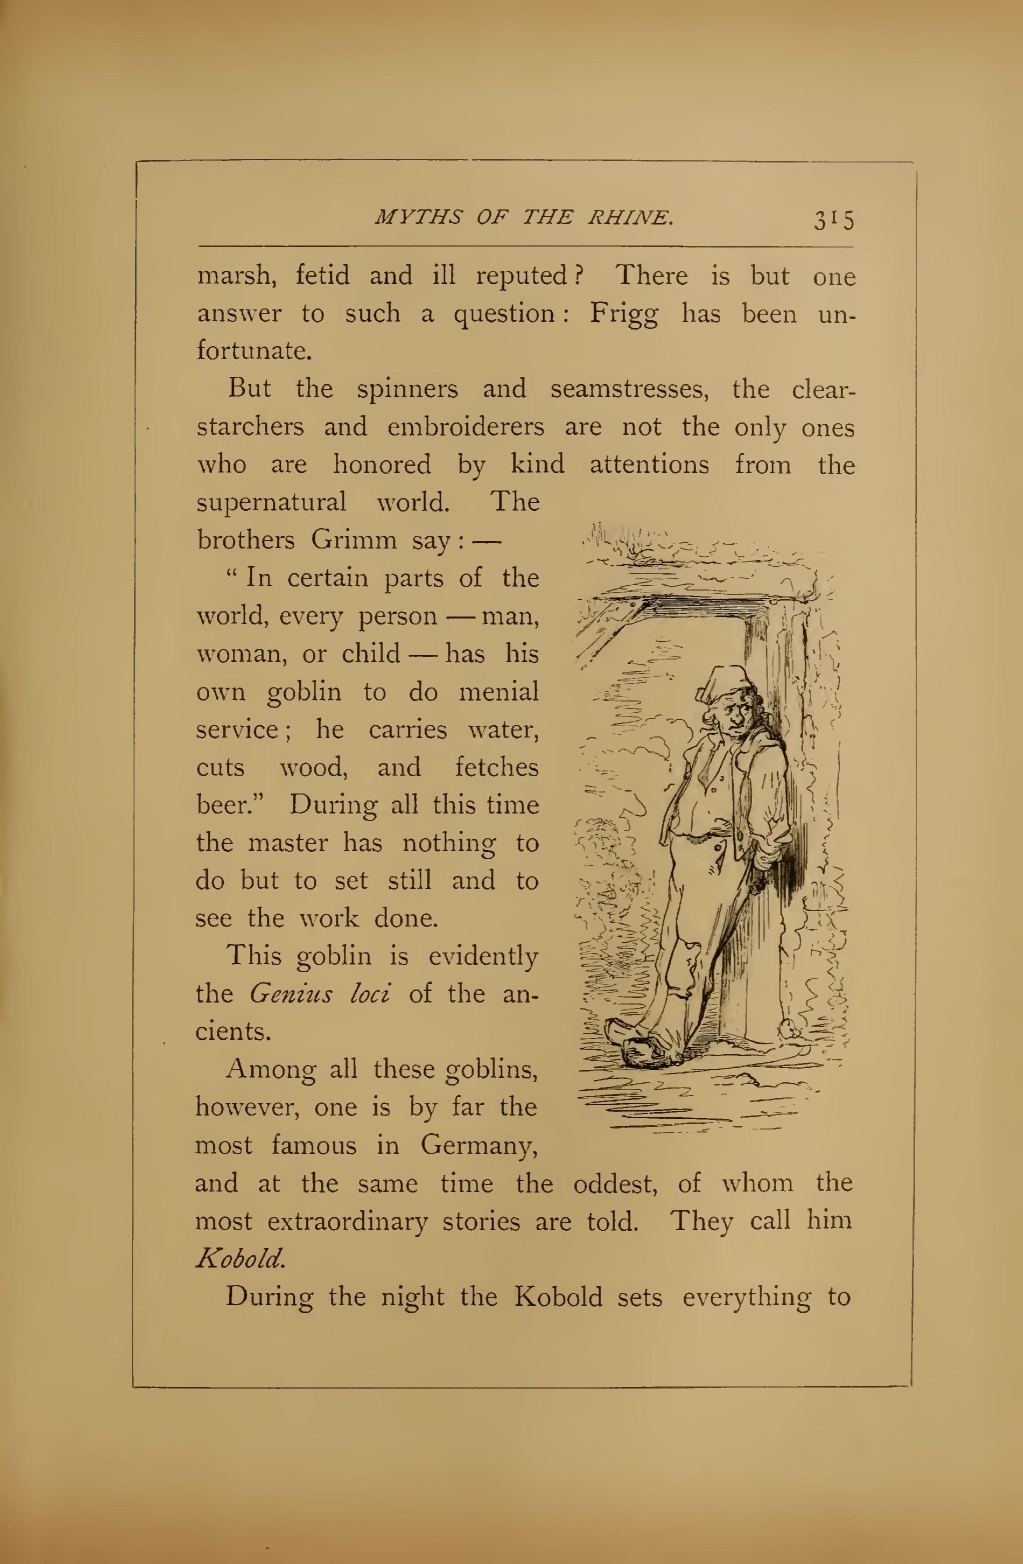 MYTHS OF THE RHINE. 315
marsh, fetid and ill reputed? There is but one
answer to such a question: Frigg has been un-
fortunate.
But the spinners and seamstresses, the clear-
starchers and embroiderers are not the only ones
who are honored by kind attentions from the
supernatural world. The
brothers Grimm say: —
“In certain parts of the
world, every person — man,
woman, or child — has his
own goblin to do menial
service; he carries water,
cuts wood, and fetches
beer.” During all this time
the master has nothing to
do but to set still and to
see the work done.
This goblin is evidently
the Genius loci of the an-
cients.
Among all these goblins,
however, one is by far the
most famous in Germany,
and at the same time the oddest, of whom the
most extraordinary stories are told. They call him
Kobold.
During the night the Kobold sets everything to